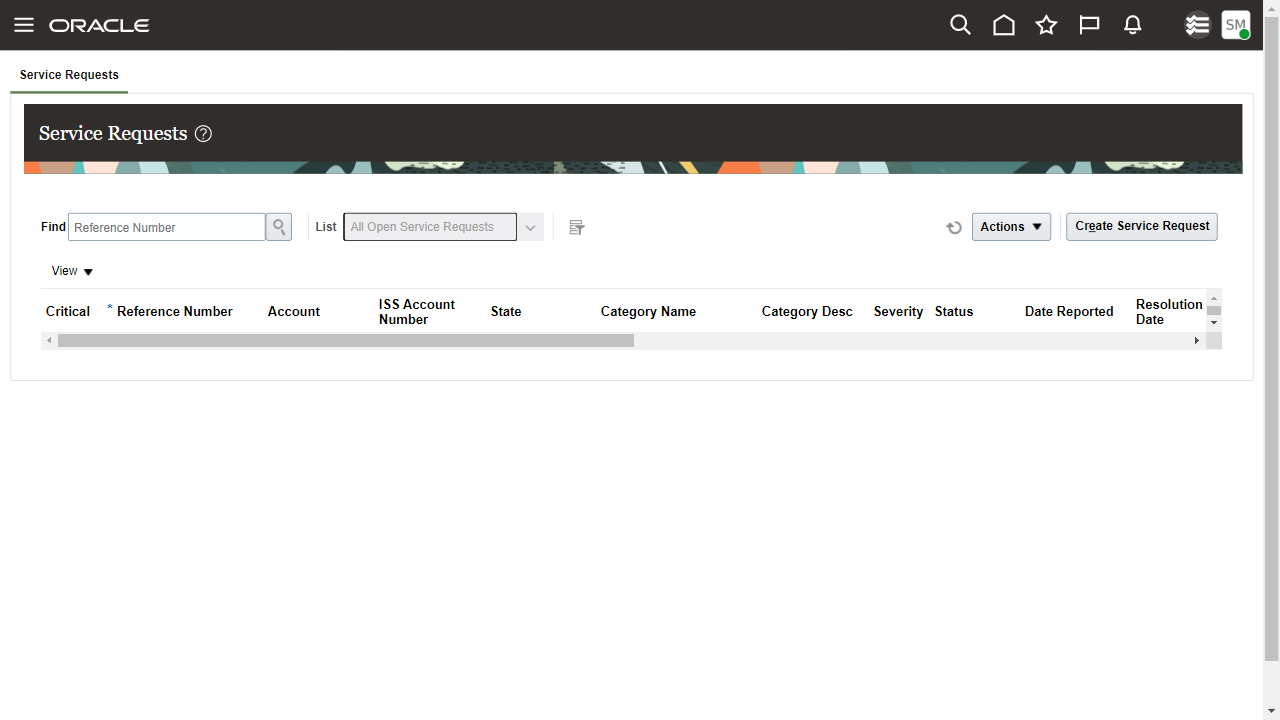 ORACLE
SM
Service Requests
Service Requests ?
Find Reference Number List All Open Service Requests Actions Create Service Request
View
Critical * Reference Number Account ISS Account Number State Category Name Category Desc Severity Status Date Reported Resolution Date